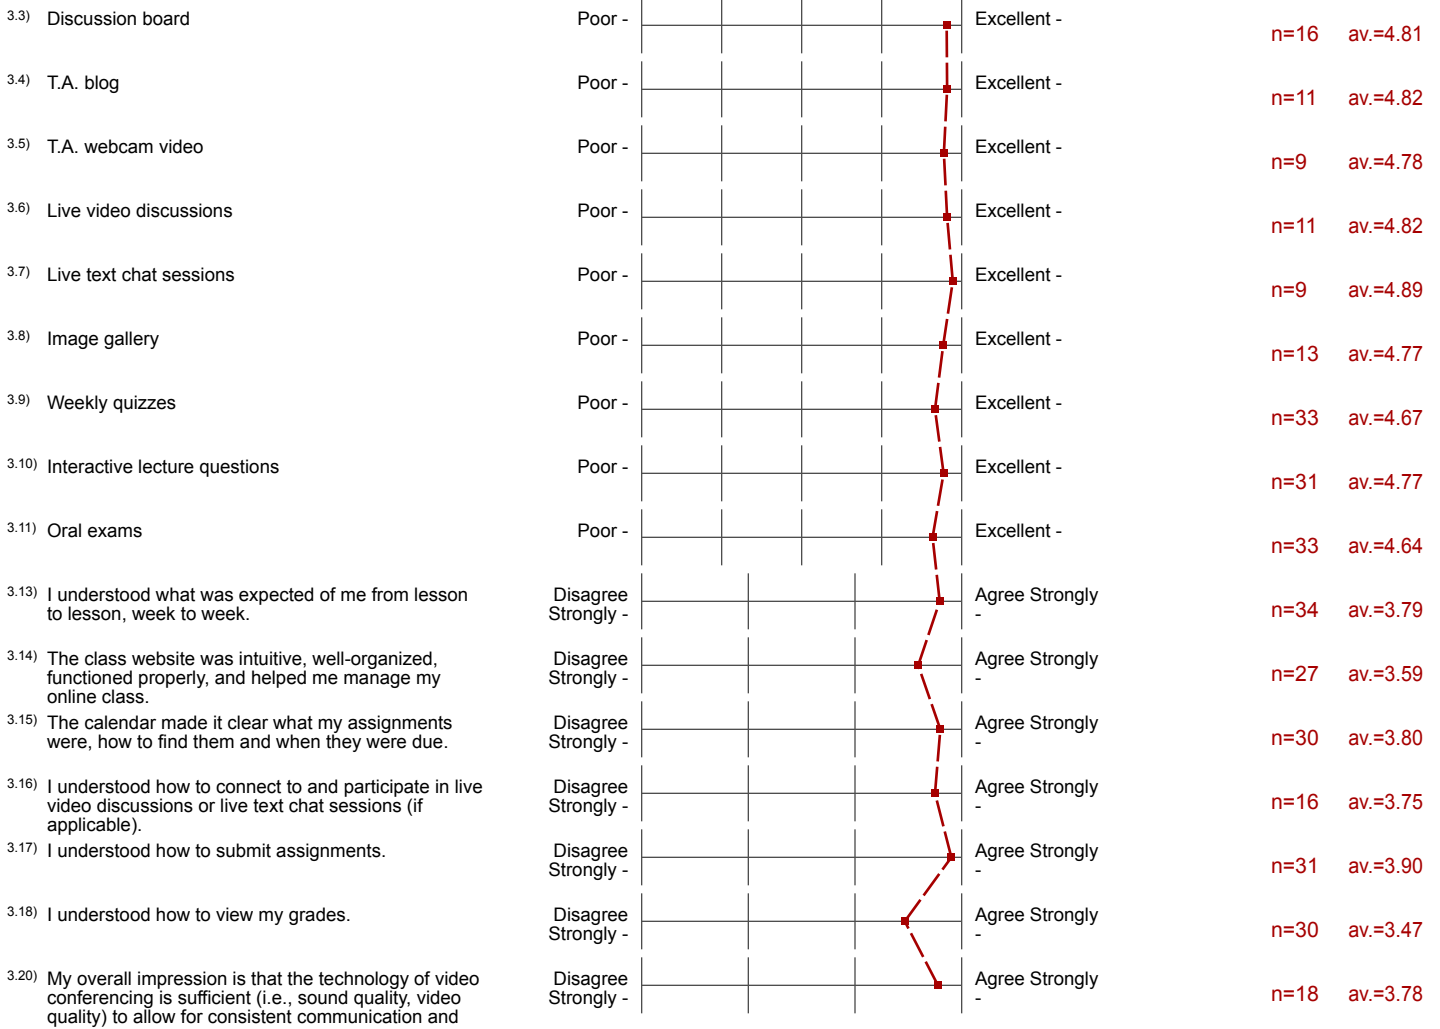 3.3) Discussion board Poor - Excellent - n=16 av.=4.81
3.4) T.A. blog Poor - Excellent - n=11 av.=4.82
3.5) T.A. webcam video Poor - Excellent - n=9 av.=4.78
3.6) Live video discussions Poor - Excellent - n=11 av.=4.82
3.7) Live text chat sessions Poor - Excellent - n=9 av.=4.89
3.8) Image gallery Poor - Excellent - n=13 av.=4.77
3.9) Weekly quizzes Poor - Excellent - n=33 av.=4.67
3.10) Interactive lecture questions Poor - Excellent - n=31 av.=4.77
3.11) Oral exams Poor - Excellent - n=33 av.=4.64
3.13) I understood what was expected of me from lesson Disagree Agree Strongly
to lesson, week to week. Strongly - - n=34 av.=3.79
3.14) The class website was intuitive, well-organized, Disagree Agree Strongly
functioned properly, and helped me manage my Strongly - - n=27 av.=3.59
online class.
3.15) The calendar made it clear what my assignments Disagree Agree Strongly
were, how to find them and when they were due. Strongly - - n=30 av.=3.80
3.16) I understood how to connect to and participate in live Disagree Agree Strongly
video discussions or live text chat sessions (if Strongly - - n=16 av.=3.75
applicable).
3.17) I understood how to submit assignments. Disagree Agree Strongly
Strongly - - n=31 av.=3.90
3.18) I understood how to view my grades. Disagree Agree Strongly
Strongly - - n=30 av.=3.47
3.20) My overall impression is that the technology of video Disagree Agree Strongly
conferencing is sufficient (i.e., sound quality, video Strongly - - n=18 av.=3.78
quality) to allow for consistent communication and